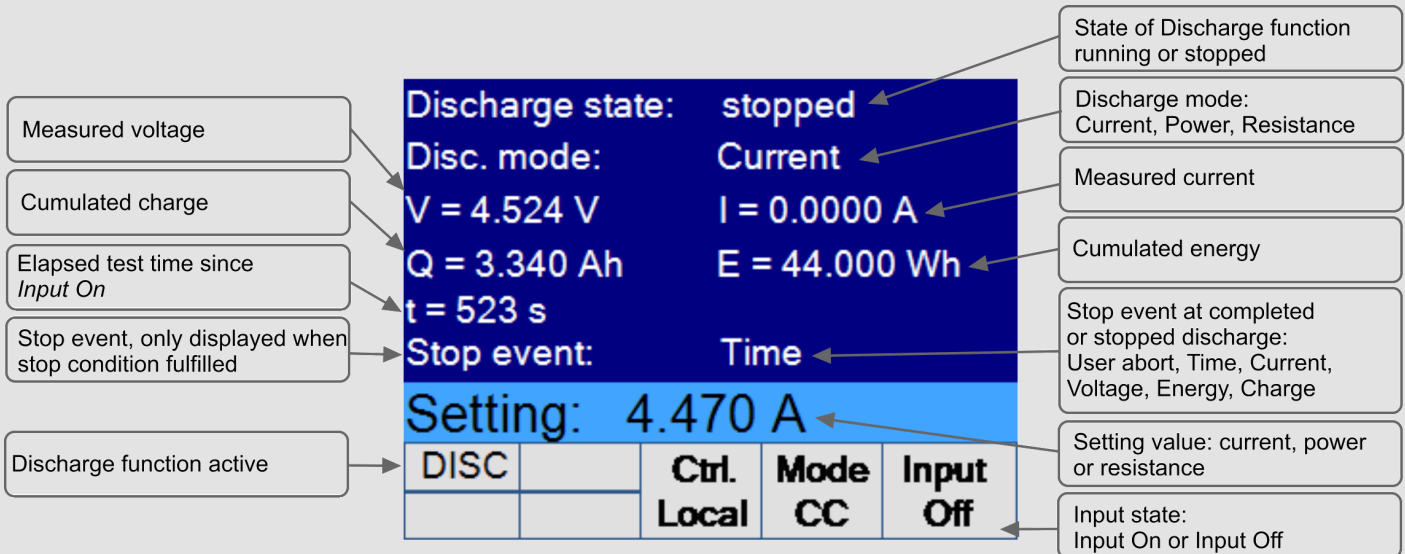 State of Discharge function
running or stopped
Discharge mode:
Current, Power, Resistance
Measured current
Cumulated energy
Stop event at completed
or stopped discharge:
User abort, Time, Current,
Voltage, Energy, Charge
Setting value: current, power
or resistance
Input state:
Input On or Input Off
Measured voltage
Cumulated charge
Elapsed test time since
Input On
Stop event, only displayed when
stop condition fulfilled
Discharge function active
Discharge state: stopped
Disc. mode: Current
V = 4.524 V I = 0.0000 A
Q = 3.340 Ah E = 44.000 Wh
t = 523 s
Stop event: Time
Setting: 4.470 A
DISC Ctrl. Mode Input
Local CC Off